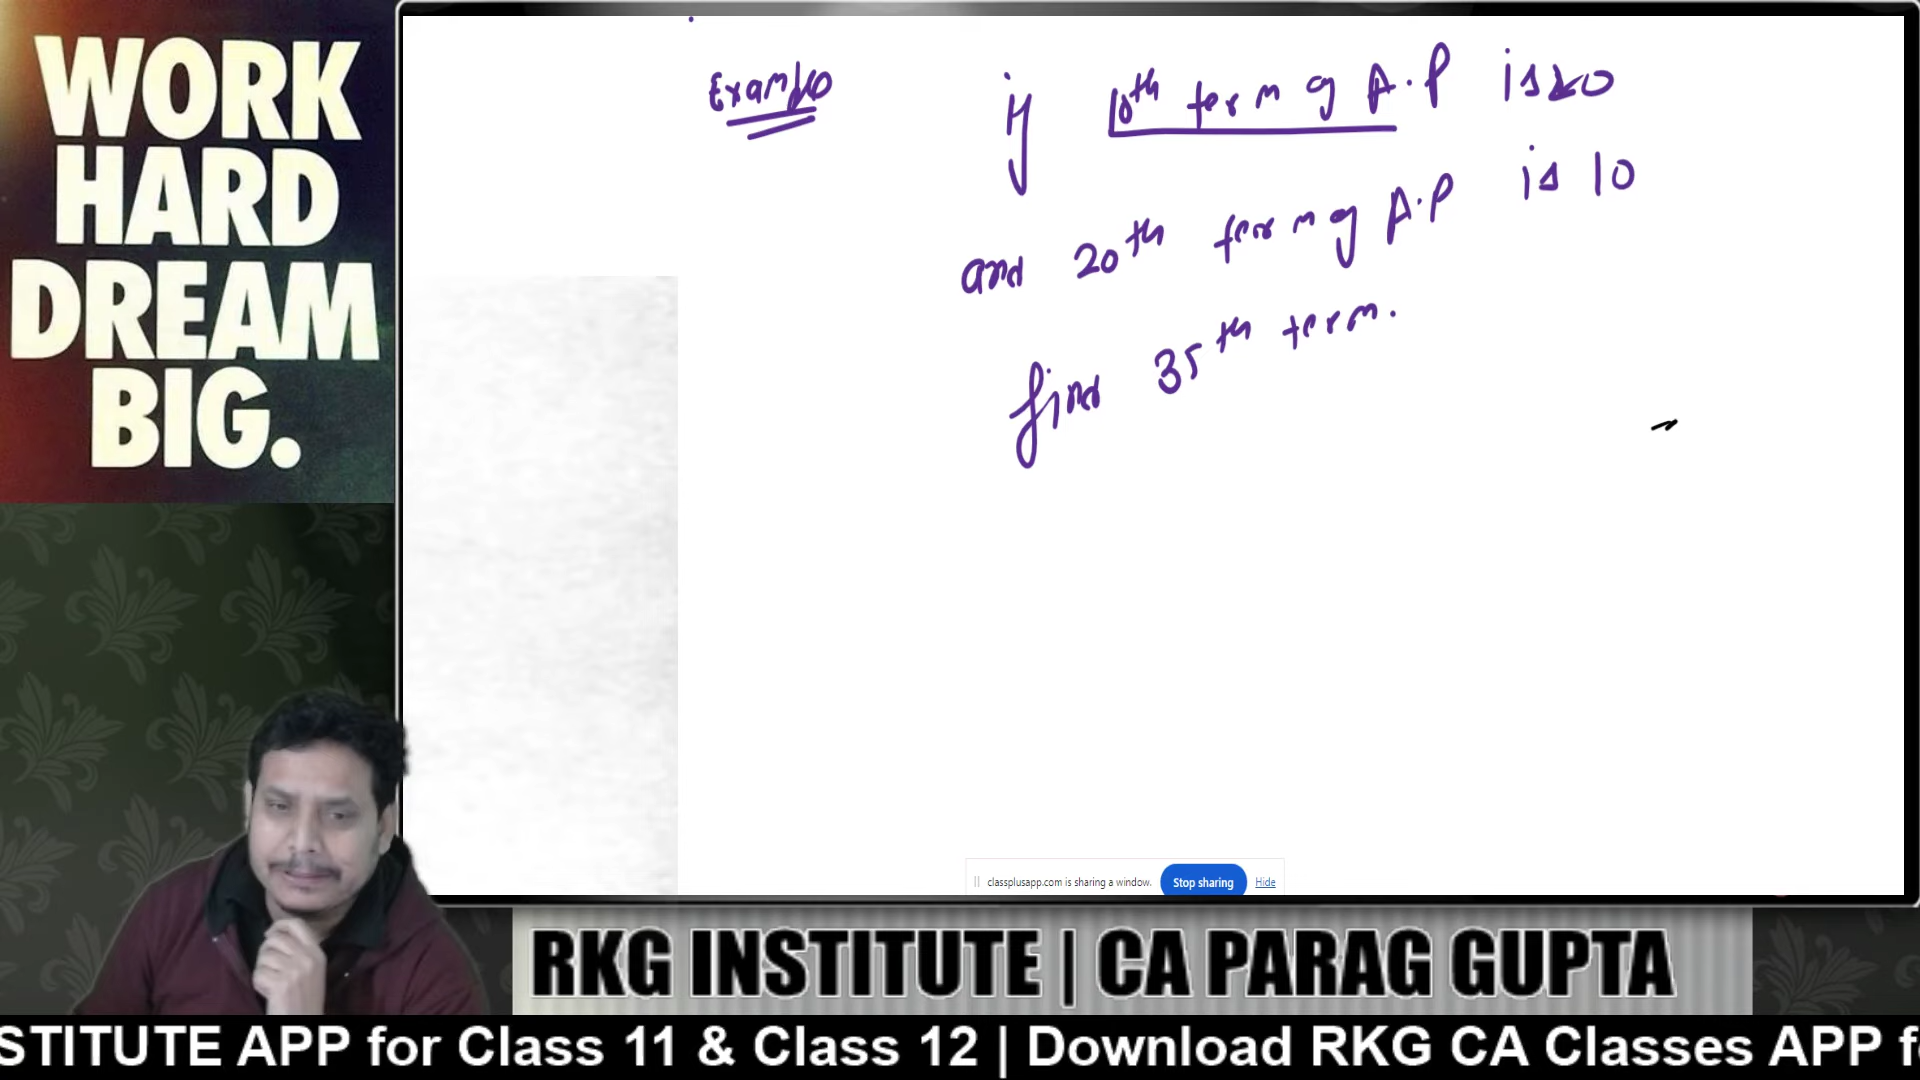 WORK
HARD
DREAM
BIG.
Example
if 10th term of A.P is 20
and 20th term of A.P is 10
find 35th term.
classplusapp.com is sharing a window. Stop sharing Hide
RKG INSTITUTE | CA PARAG GUPTA
STITUTE APP for Class 11 & Class 12 | Download RKG CA Classes APP f